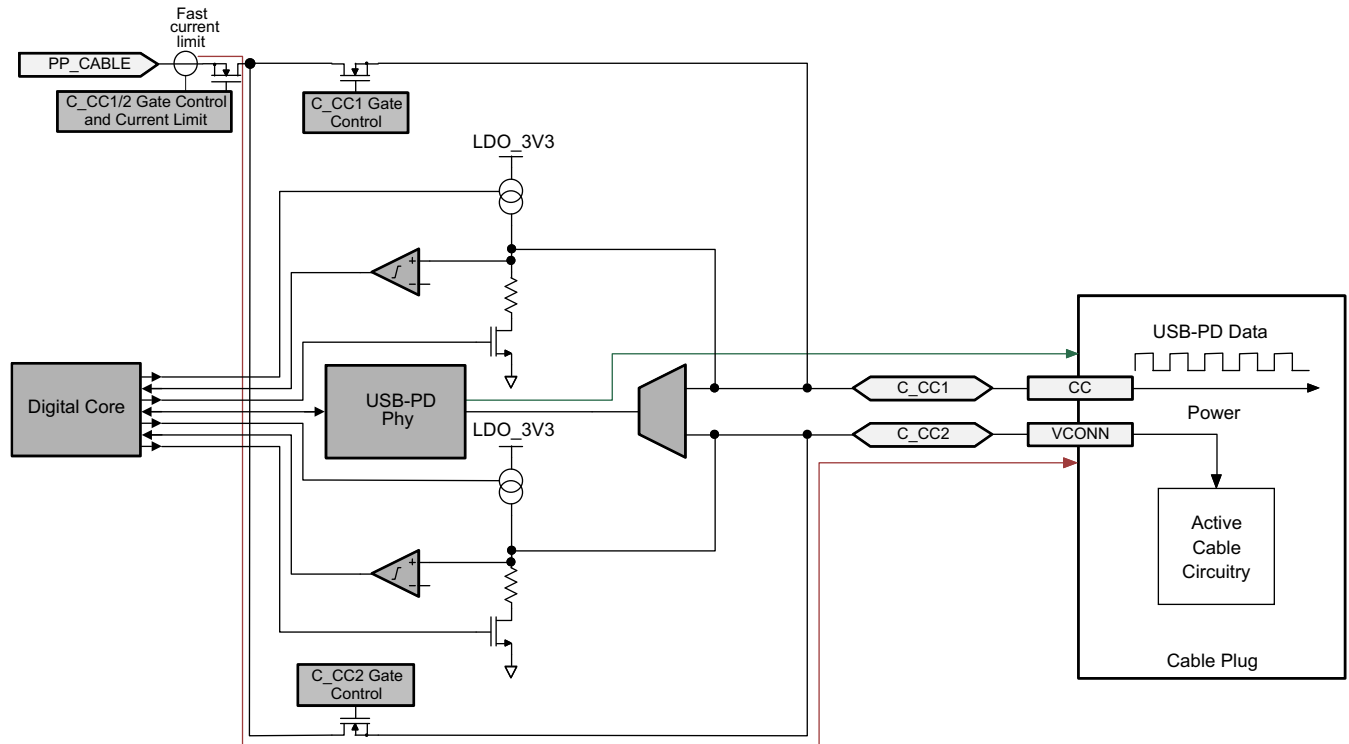 Fast
current
limit
PP_CABLE
C_CC1/2 Gate Control
and Current Limit
C_CC1 Gate
Control
LDO_3V3
+
−
Digital Core
USB-PD
Phy
LDO_3V3
+
−
C_CC2 Gate
Control
C_CC1
C_CC2
CC
VCONN
USB-PD Data
Power
Active
Cable
Circuitry
Cable Plug